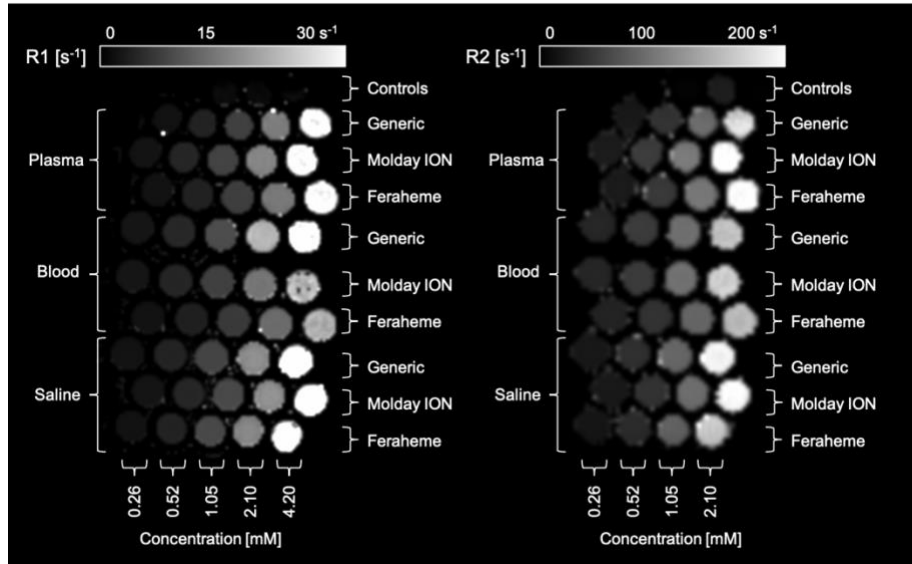 0 15 30 s⁻¹
R1 [s⁻¹]
Controls
Plasma
Generic
Molday ION
Feraheme
Blood
Generic
Molday ION
Feraheme
Saline
Generic
Molday ION
Feraheme
0.26 0.52 1.05 2.10 4.20
Concentration [mM]
0 100 200 s⁻¹
R2 [s⁻¹]
Controls
Plasma
Generic
Molday ION
Feraheme
Blood
Generic
Molday ION
Feraheme
Saline
Generic
Molday ION
Feraheme
0.26 0.52 1.05 2.10
Concentration [mM]